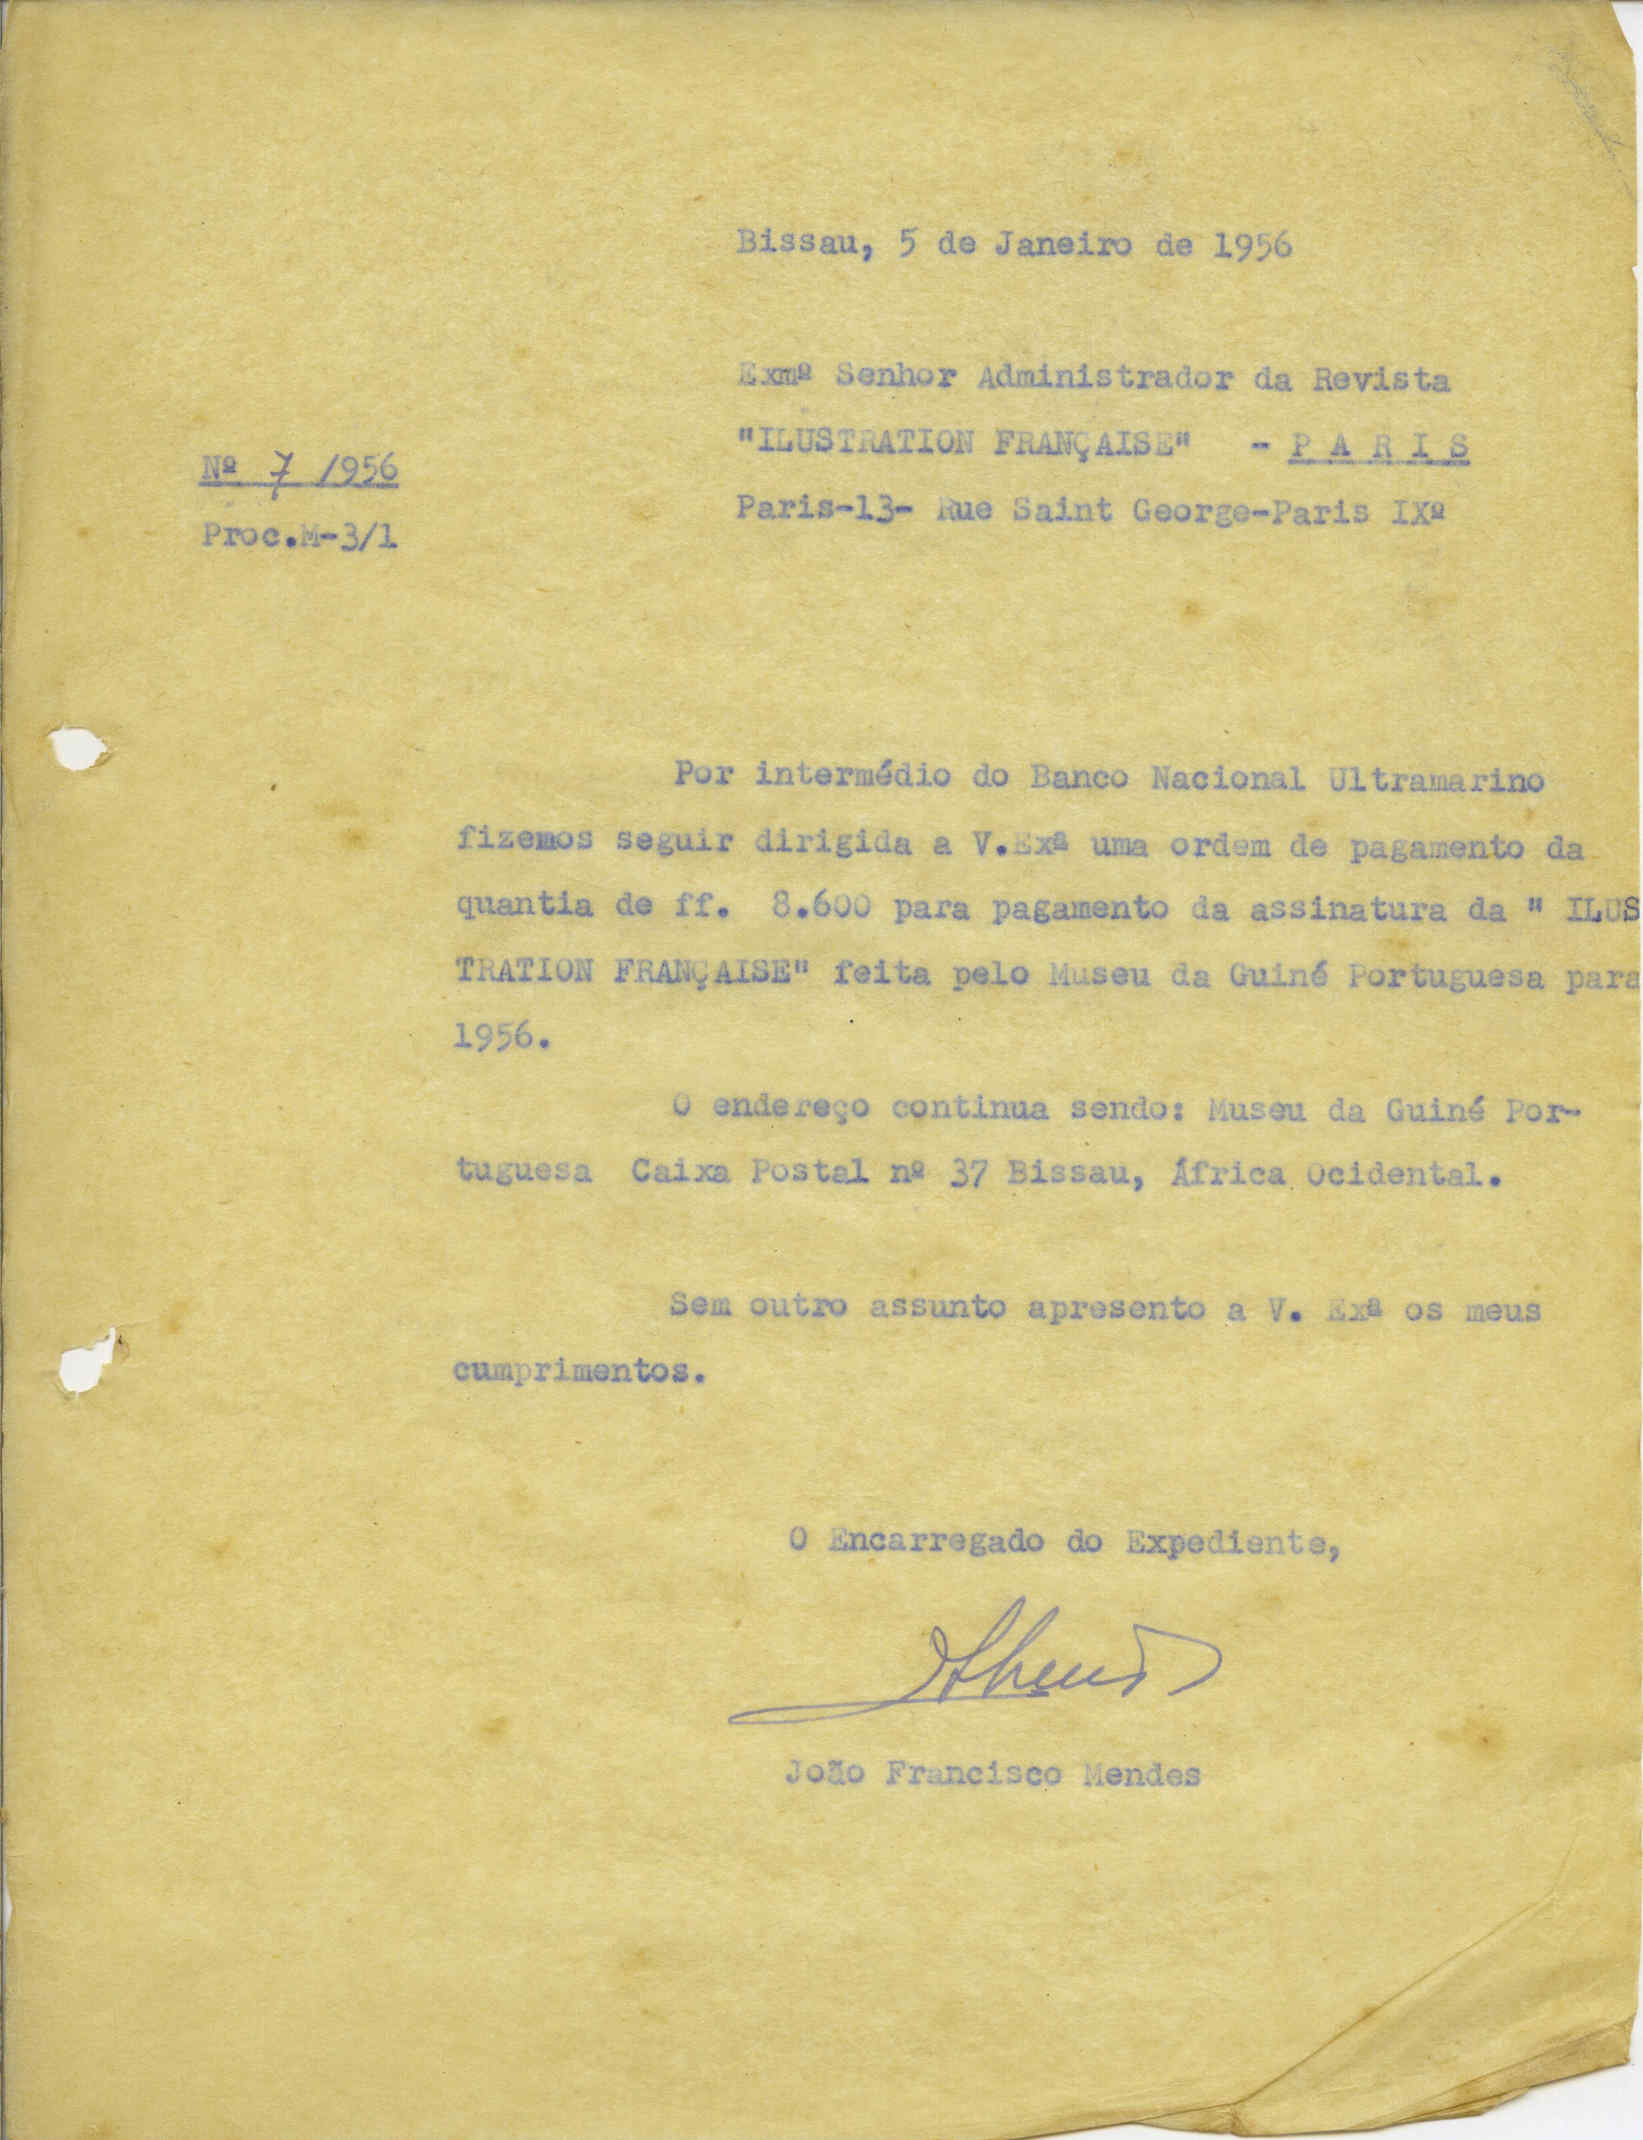 Bissau, 5 de Janeiro de 1956
Exmº Senhor Administrador da Revista
"ILUSTRATION FRANÇAISE" - P A R I S
Nº 7 /1956
Paris-13- Rue Saint George-Paris IXº
Proc.M-3/1
Por intermédio do Banco Nacional Ultramarino
fizemos seguir dirigida a V.Exª uma ordem de pagamento da
quantia de ff. 8.600 para pagamento da assinatura da " ILUS
TRATION FRANÇAISE" feita pelo Museu da Guiné Portuguesa para
1956.
O endereço continua sendo: Museu da Guiné Por-
tuguesa Caixa Postal nº 37 Bissau, África Ocidental.
Sem outro assunto apresento a V. Exª os meus
cumprimentos.
O Encarregado do Expediente,
João Francisco Mendes